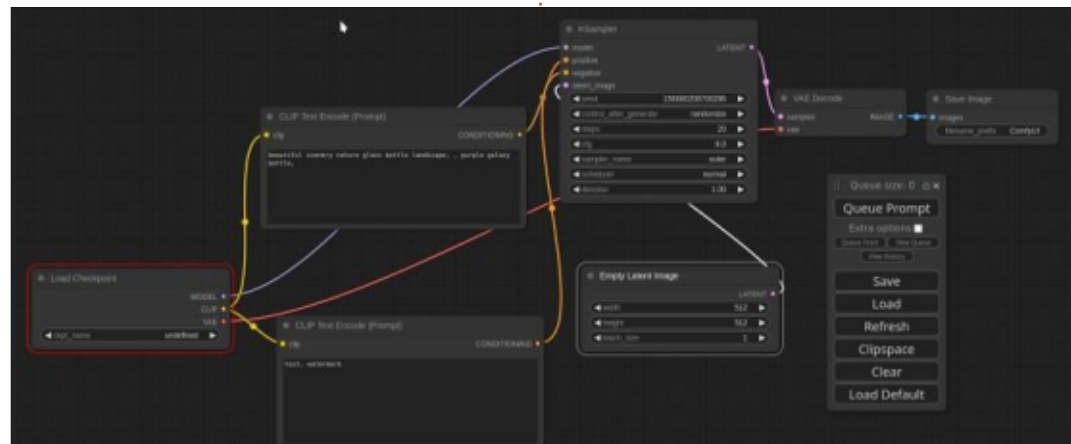 KSampler
model
LATENT
positive
negative
latent_image
seed
control_after_generate randomize
steps 20
cfg 8.0
sampler_name euler
scheduler normal
denoise 1.00
VAE Decode
samples
IMAGE
vae
Save Image
images
filename_prefix ComfyUI
CLIP Text Encode (Prompt)
clip
CONDITIONING
beautiful scenery nature glass bottle landscape, , purple galaxy
bottle,
Load Checkpoint
MODEL
CLIP
VAE
ckpt_name undefined
CLIP Text Encode (Prompt)
clip
CONDITIONING
text, watermark
Empty Latent Image
LATENT
width 512
height 512
batch_size 1
Queue size: 0
Queue Prompt
Extra options
Queue Front View Queue
View History
Save
Load
Refresh
Clipspace
Clear
Load Default